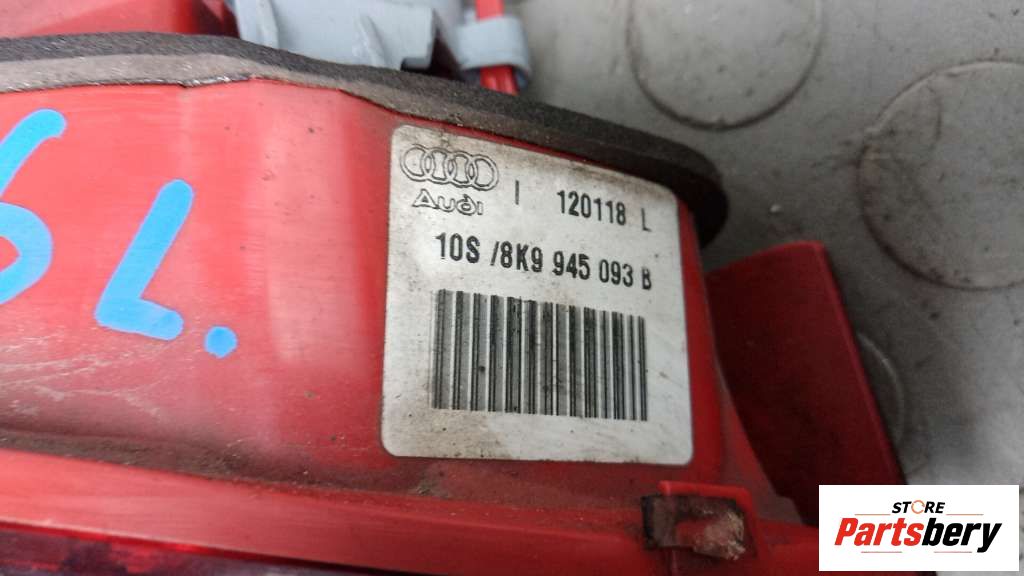 I 120118 L
Audi
10S /8K9 945 093 B
L.
STORE
Partsbery